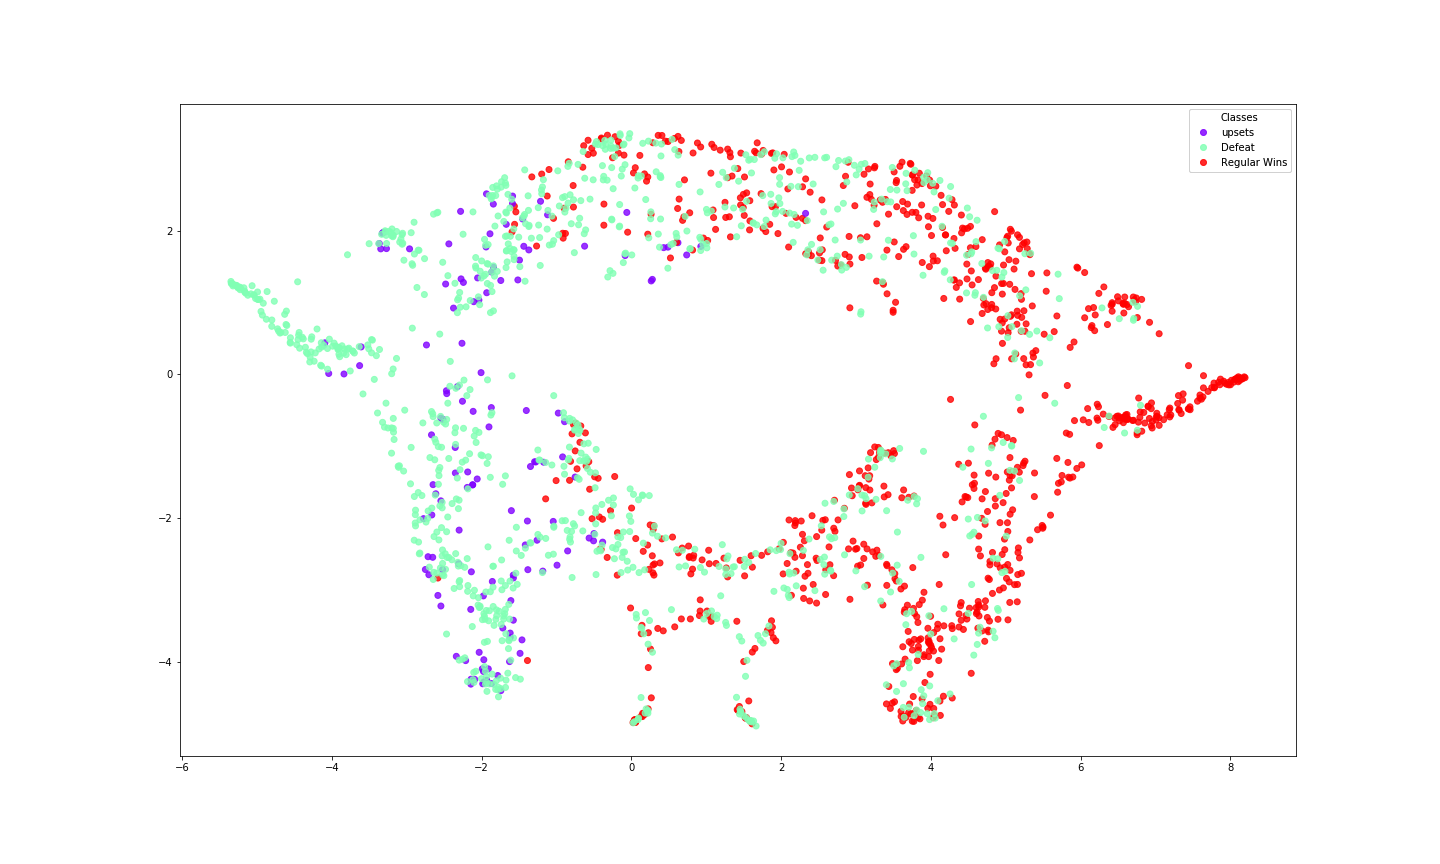 Classes
upsets
Defeat
Regular Wins
2
0
−2
−4
−6 −4 −2 0 2 4 6 8